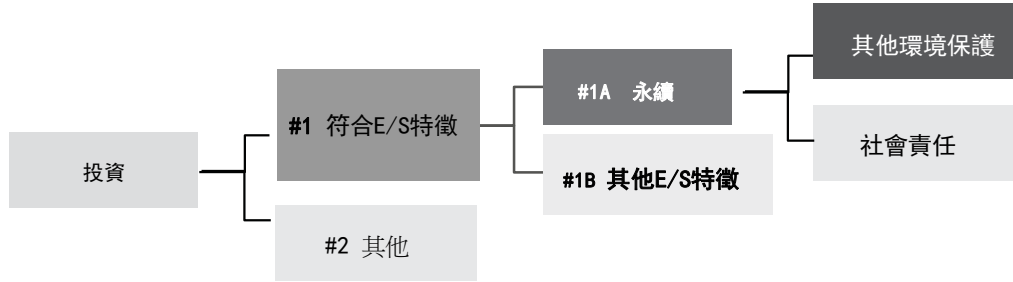 投資
#1 符合E/S特徵
#2 其他
#1A 永續
#1B 其他E/S特徵
其他環境保護
社會責任